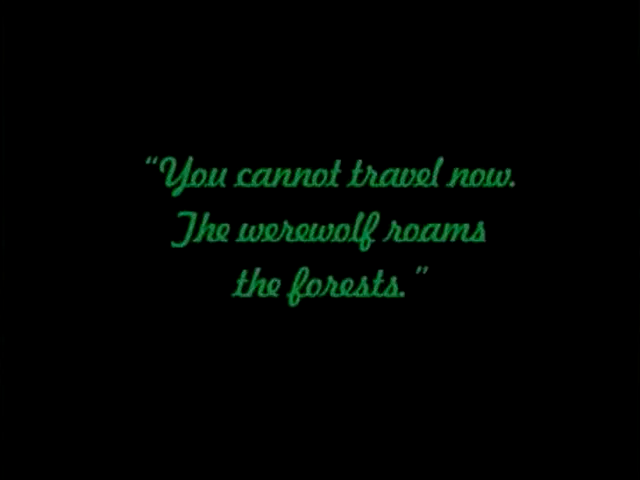 “You cannot travel now.
The werewolf roams
the forests.”